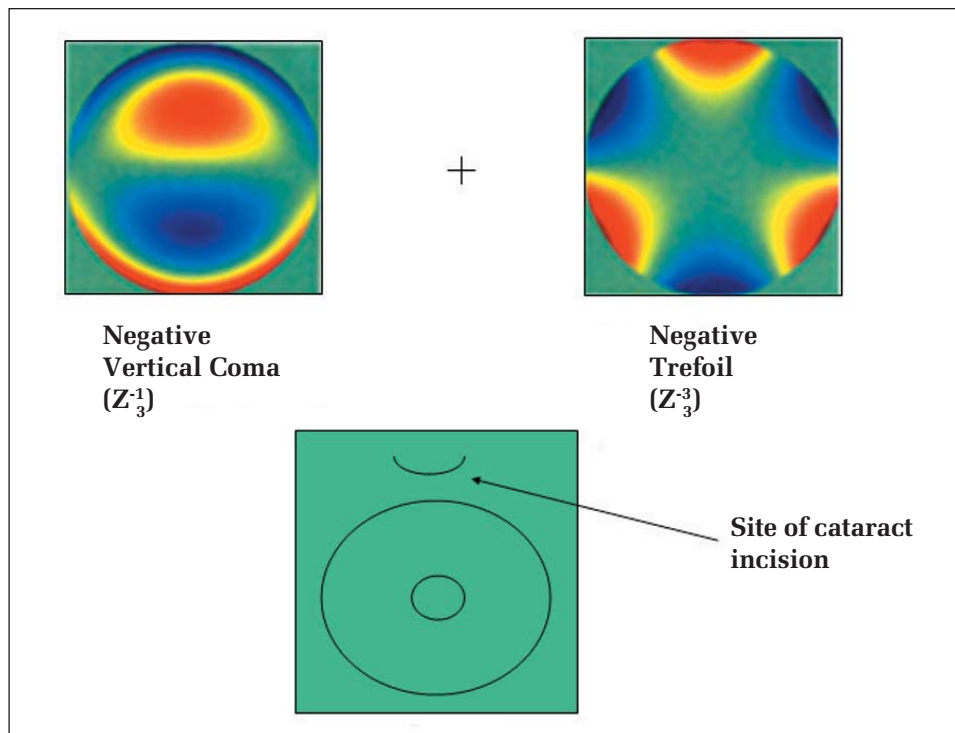 +
Negative
Vertical Coma
(Z⁻¹₃)
Negative
Trefoil
(Z⁻³₃)
Site of cataract
incision